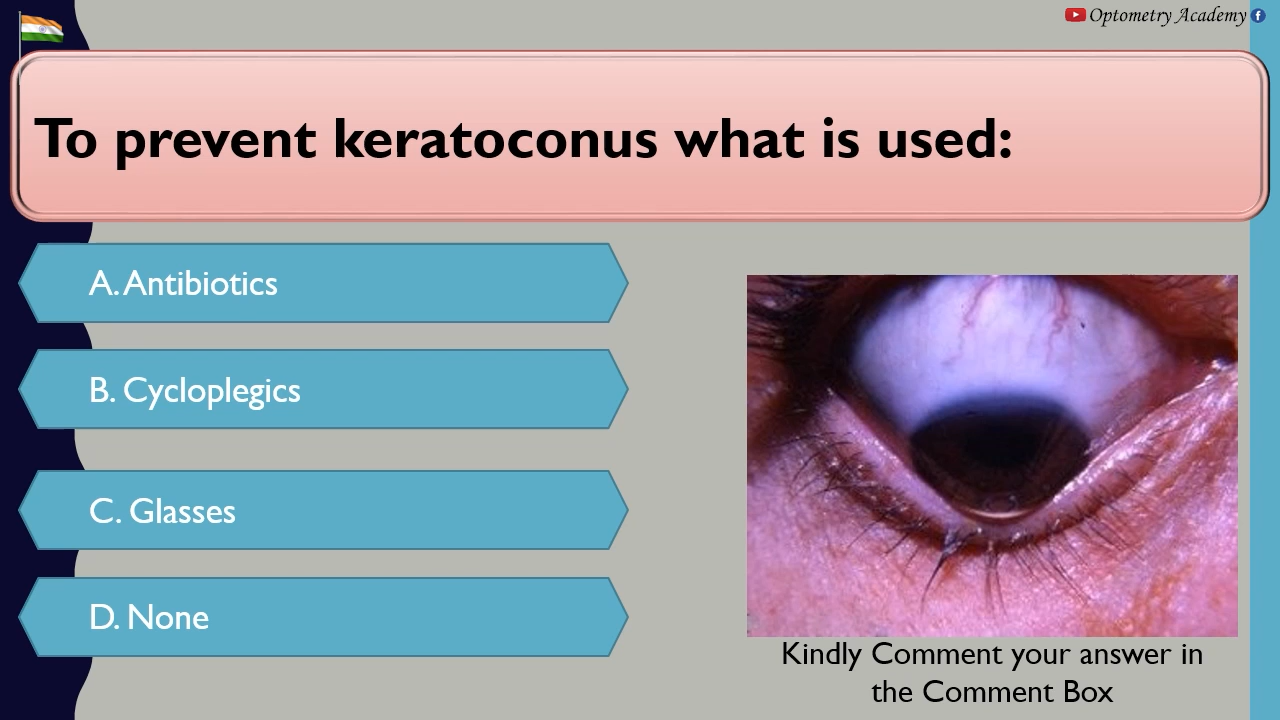 Optometry Academy
To prevent keratoconus what is used:
A. Antibiotics
B. Cycloplegics
C. Glasses
D. None
Kindly Comment your answer in
the Comment Box